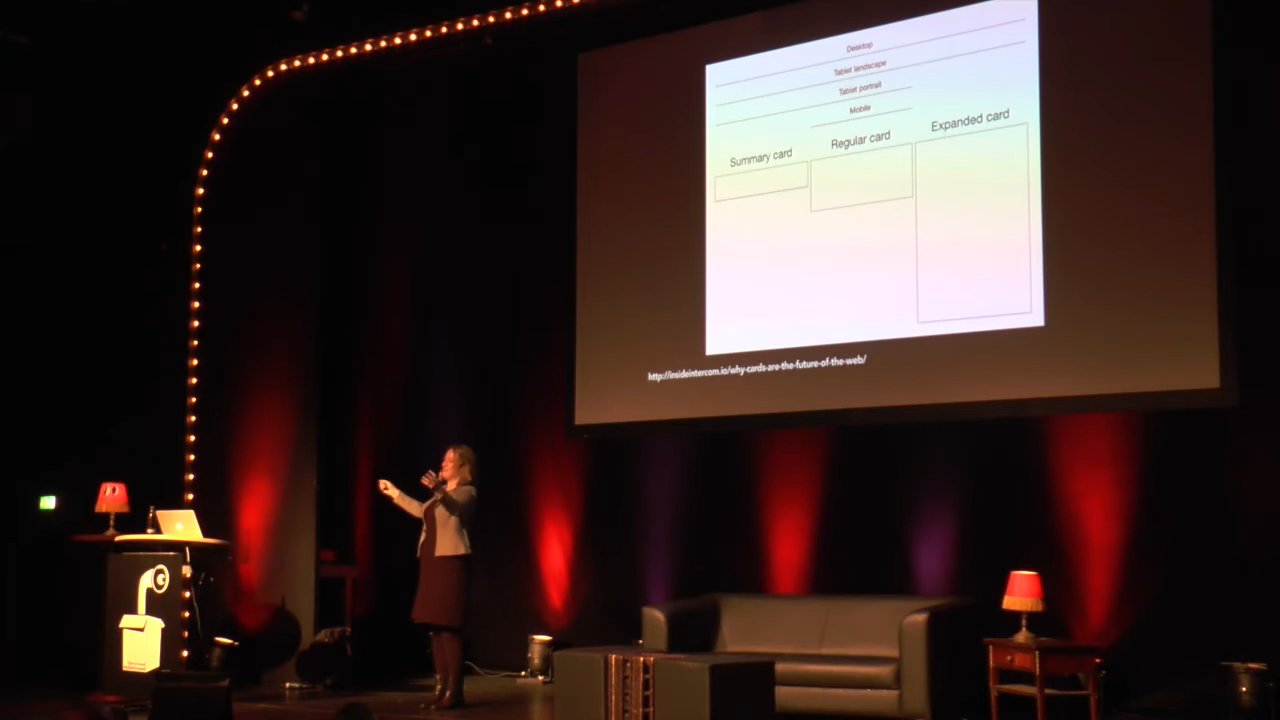 Desktop
Tablet landscape
Tablet portrait
Mobile
Summary card
Regular card
Expanded card
http://insideintercom.io/why-cards-are-the-future-of-the-web/